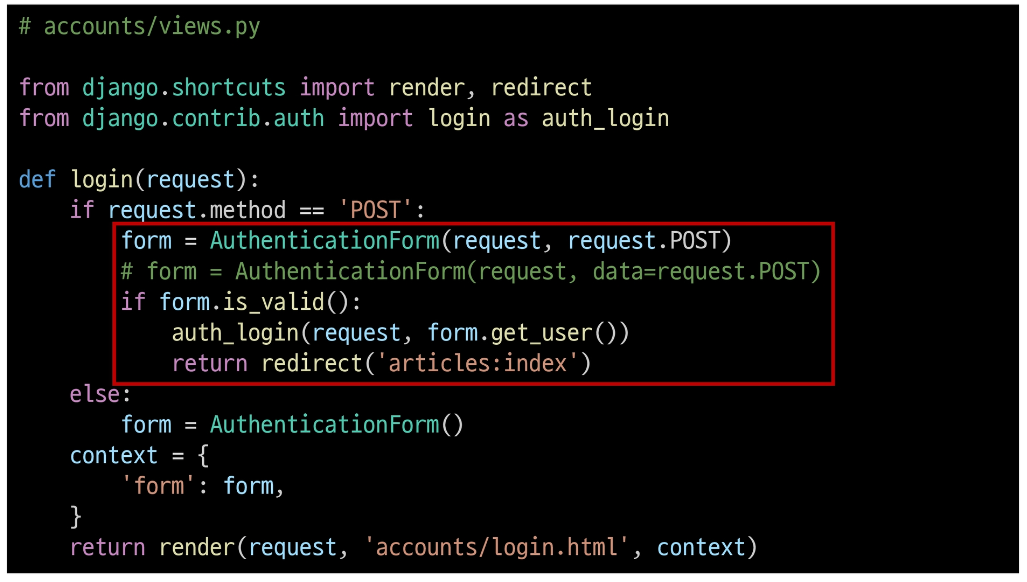 # accounts/views.py
from django.shortcuts import render, redirect
from django.contrib.auth import login as auth_login
def login(request):
    if request.method == 'POST':
        form = AuthenticationForm(request, request.POST)
        # form = AuthenticationForm(request, data=request.POST)
        if form.is_valid():
            auth_login(request, form.get_user())
            return redirect('articles:index')
    else:
        form = AuthenticationForm()
    context = {
        'form': form,
    }
    return render(request, 'accounts/login.html', context)